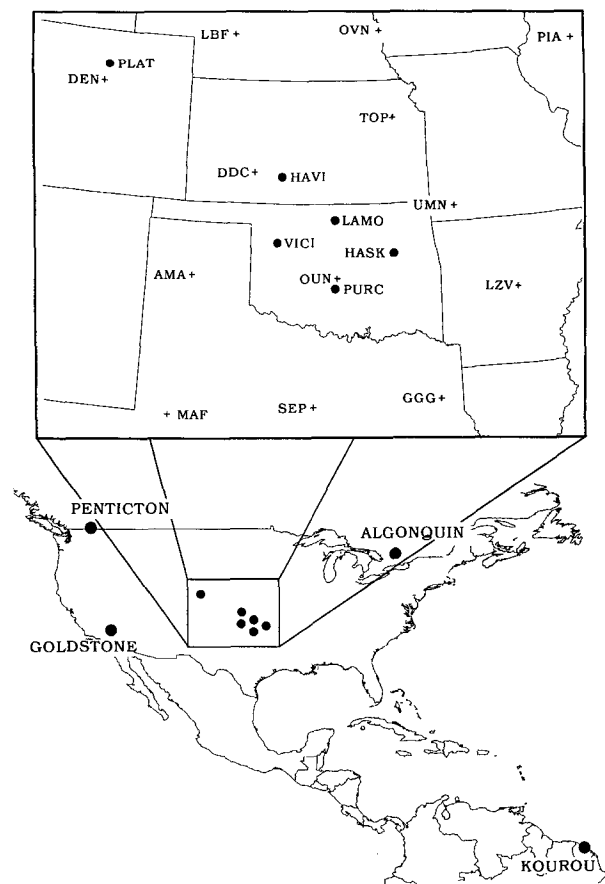 LBF+
OVN+
PIA+
PLAT
DEN+
TOP+
DDC+
HAVI
UMN+
LAMO
VICI
HASK
AMA+
OUN+
LZV+
PURC
GGG+
SEP+
+ MAF
PENTICTON
ALGONQUIN
GOLDSTONE
KOUROU